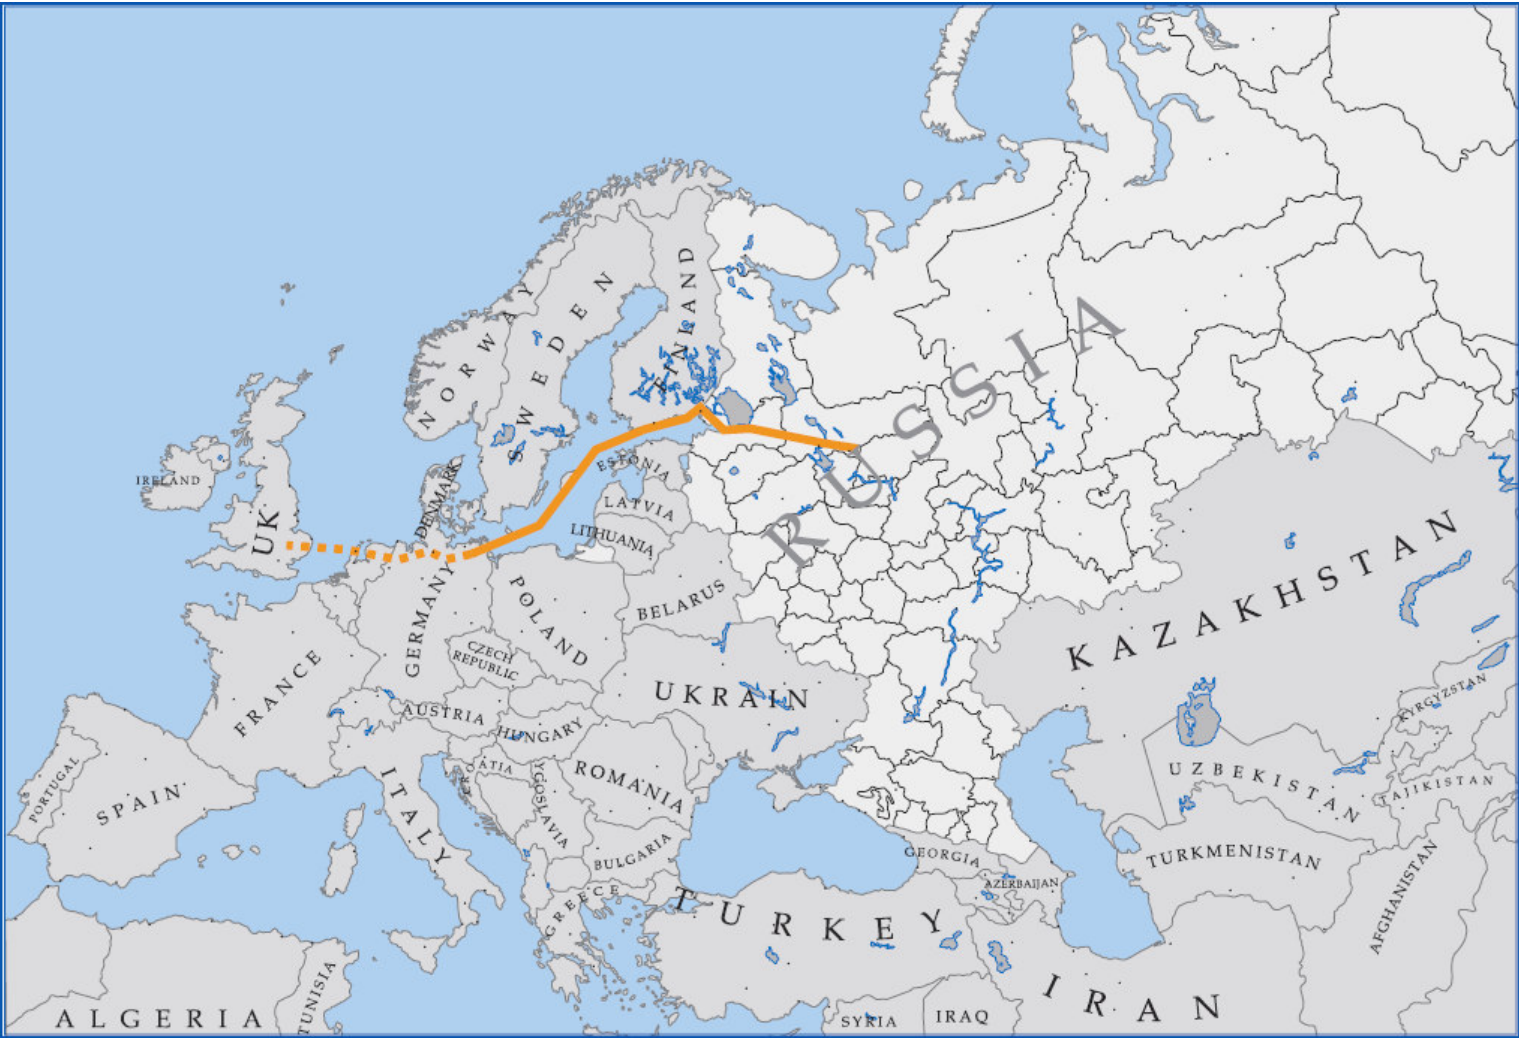 RUSSIA
FINLAND
NORWAY
SWEDEN
IRELAND
UK
DENMARK
ESTONIA
LATVIA
LITHUANIA
BELARUS
GERMANY
POLAND
CZECH
REPUBLIC
KAZAKHSTAN
FRANCE
AUSTRIA
HUNGARY
UKRAIN
KYRGYZSTAN
PORTUGAL
SPAIN
ITALY
ATIA
YGOSLAVIA
ROMANIA
UZBEKISTAN
TAJIKISTAN
BULGARIA
GEORGIA
AZERBAIJAN
TURKMENISTAN
AFGHANISTAN
GREECE
TURKEY
ALGERIA
TUNISIA
SYRIA
IRAQ
IRAN